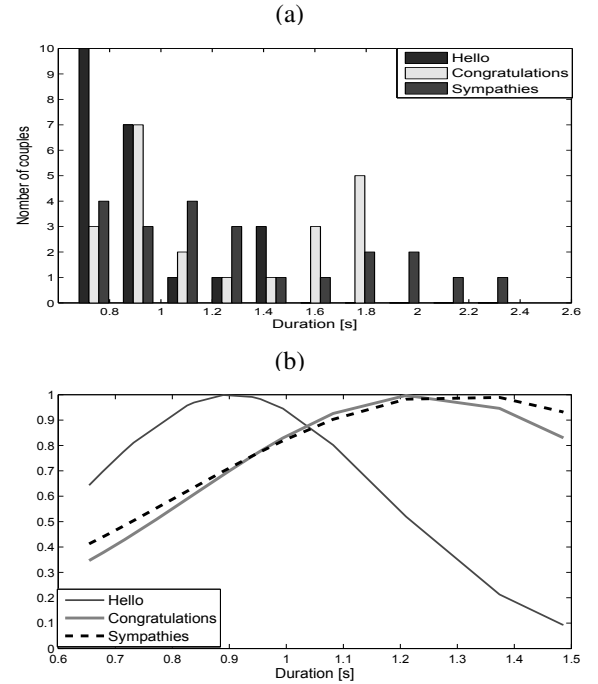 (a)
10
9
8
7
6
5
4
3
2
1
0
Nomber of couples
Hello
Congratulations
Sympathies
0.8 1 1.2 1.4 1.6 1.8 2 2.2 2.4 2.6
Duration [s]
(b)
1
0.9
0.8
0.7
0.6
0.5
0.4
0.3
0.2
0.1
0
Hello
Congratulations
Sympathies
0.6 0.7 0.8 0.9 1 1.1 1.2 1.3 1.4 1.5
Duration [s]